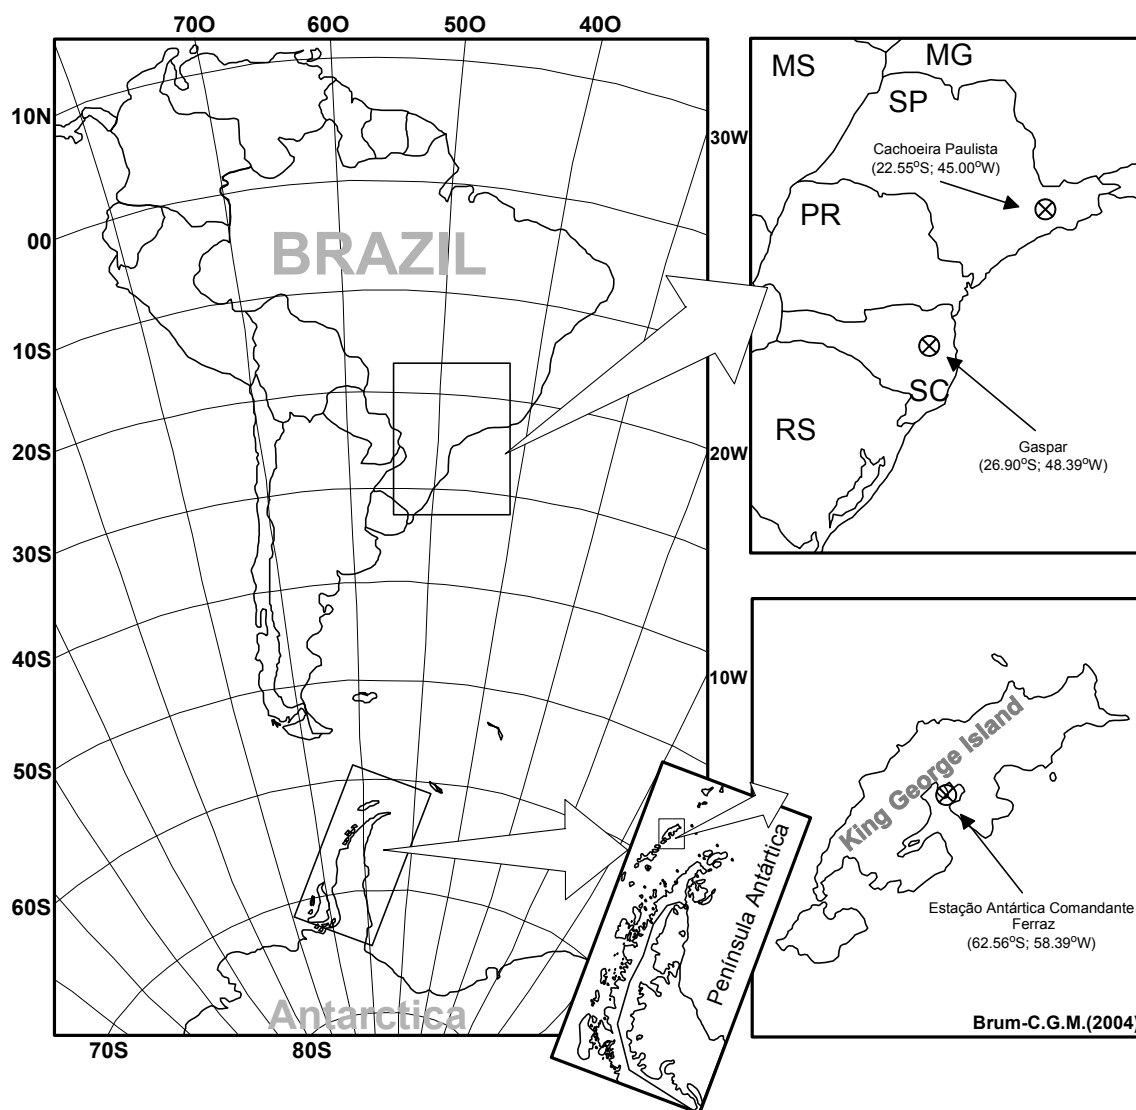 70O 60O 50O 40O
10N
00
10S
20S
30S
40S
50S
60S
70S 80S
30W
20W
10W
BRAZIL
Antarctica
MS
MG
SP
Cachoeira Paulista
(22.55ºS; 45.00ºW)
PR
SC
RS
Gaspar
(26.90ºS; 48.39ºW)
Península Antártica
King George Island
Estação Antártica Comandante
Ferraz
(62.56ºS; 58.39ºW)
Brum-C.G.M.(2004)